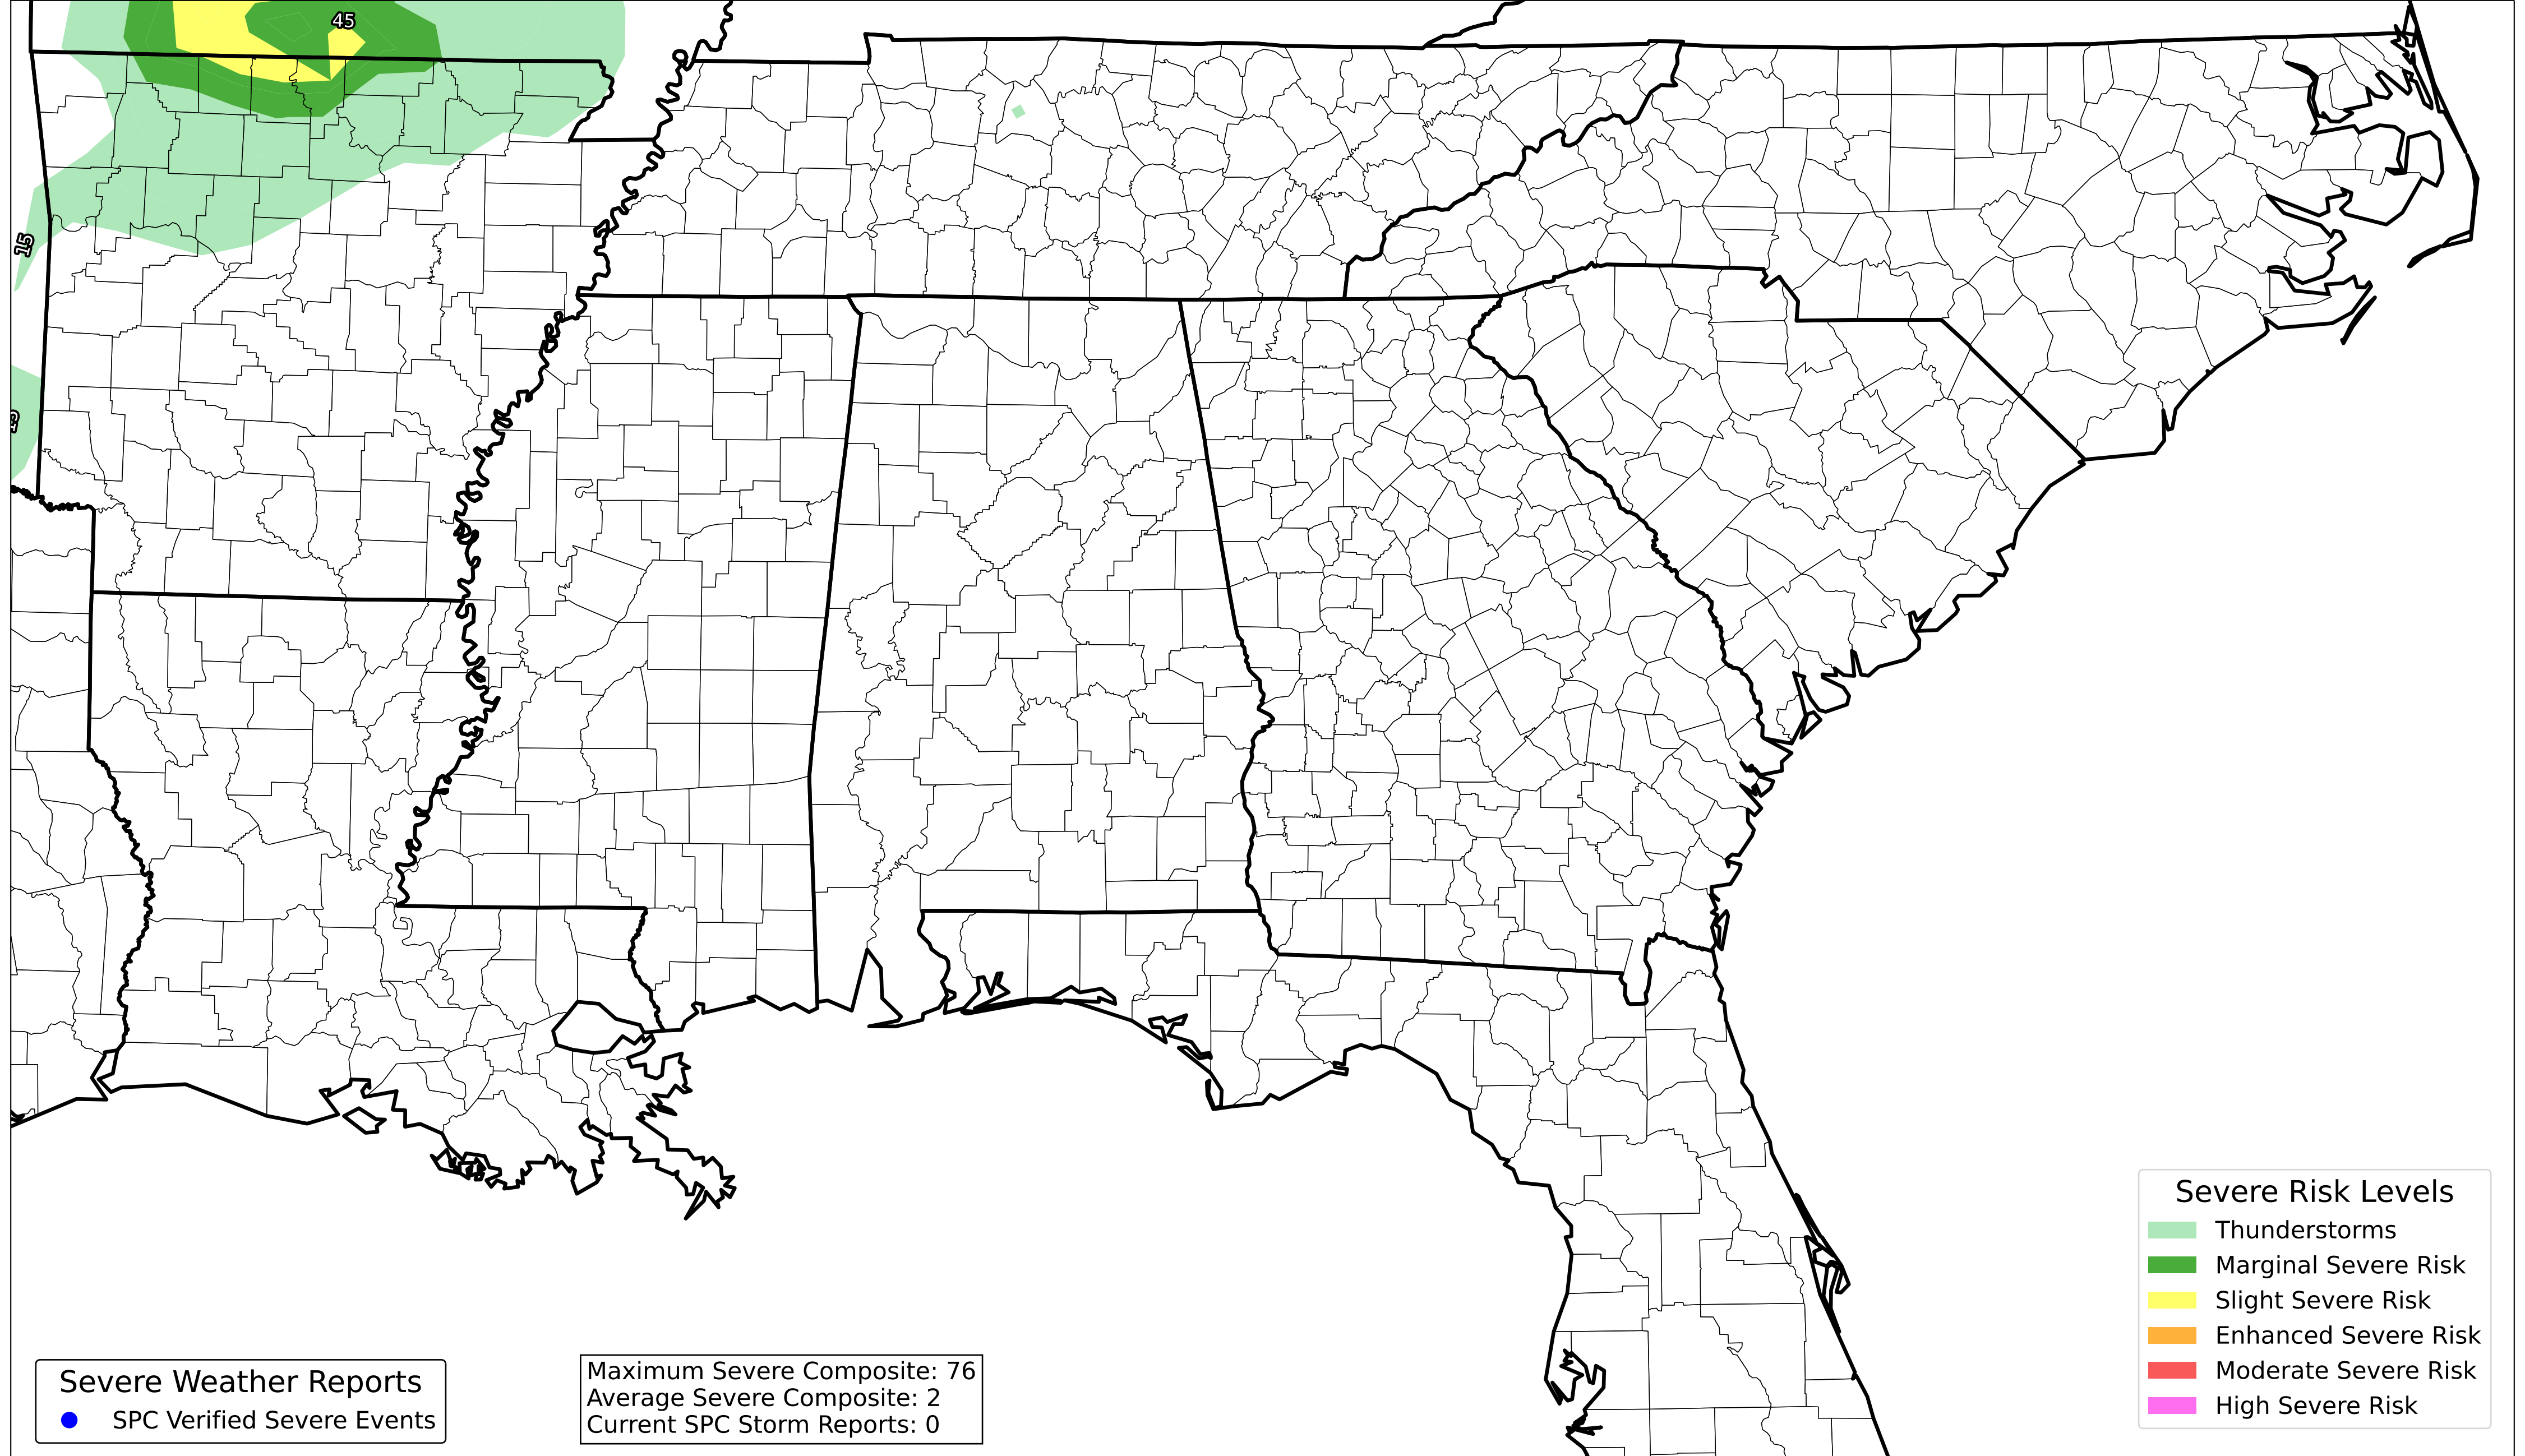 45
15
Severe Risk Levels
Thunderstorms
Marginal Severe Risk
Slight Severe Risk
Enhanced Severe Risk
Moderate Severe Risk
High Severe Risk
Severe Weather Reports
SPC Verified Severe Events
Maximum Severe Composite: 76
Average Severe Composite: 2
Current SPC Storm Reports: 0